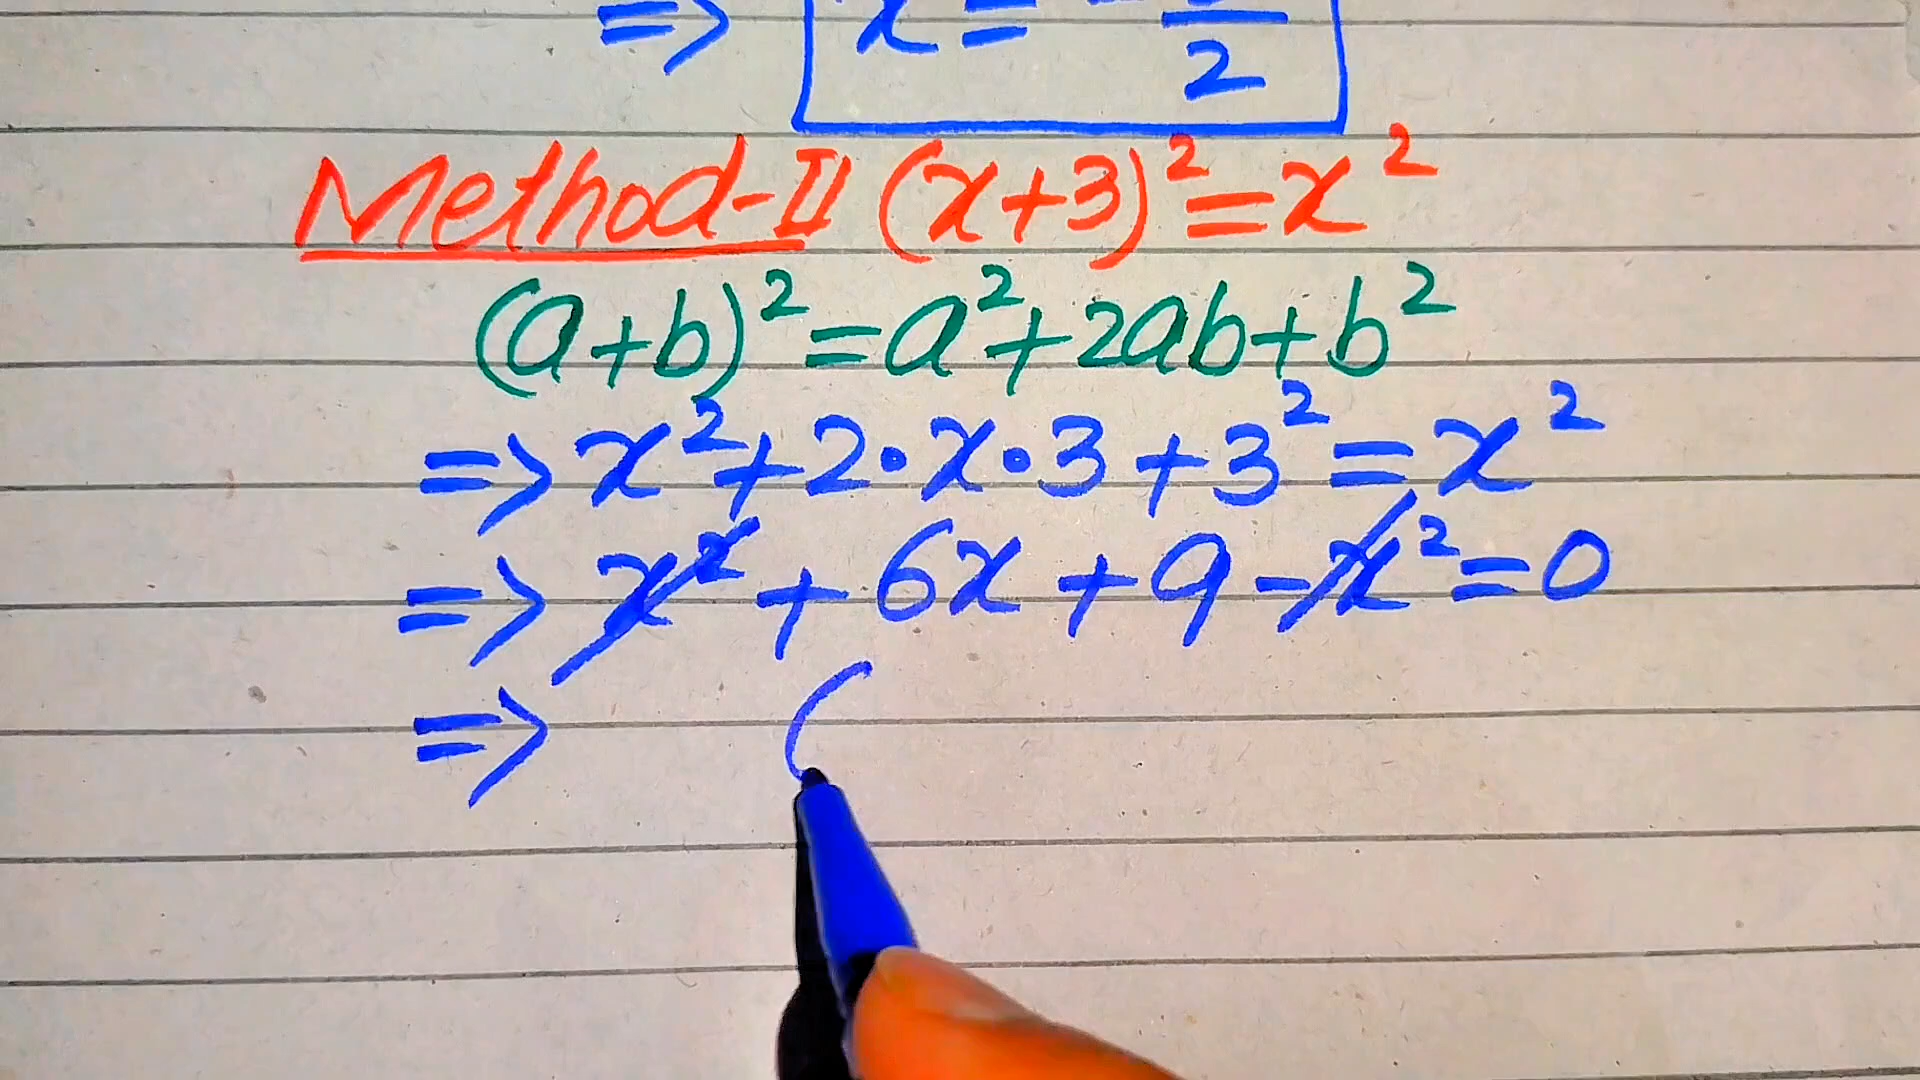 => x = - /2
Method-II (x+3)² = x²
(a+b)² = a² + 2ab + b²
=> x² + 2·x·3 + 3² = x²
=> x² + 6x + 9 - x² = 0
=> (